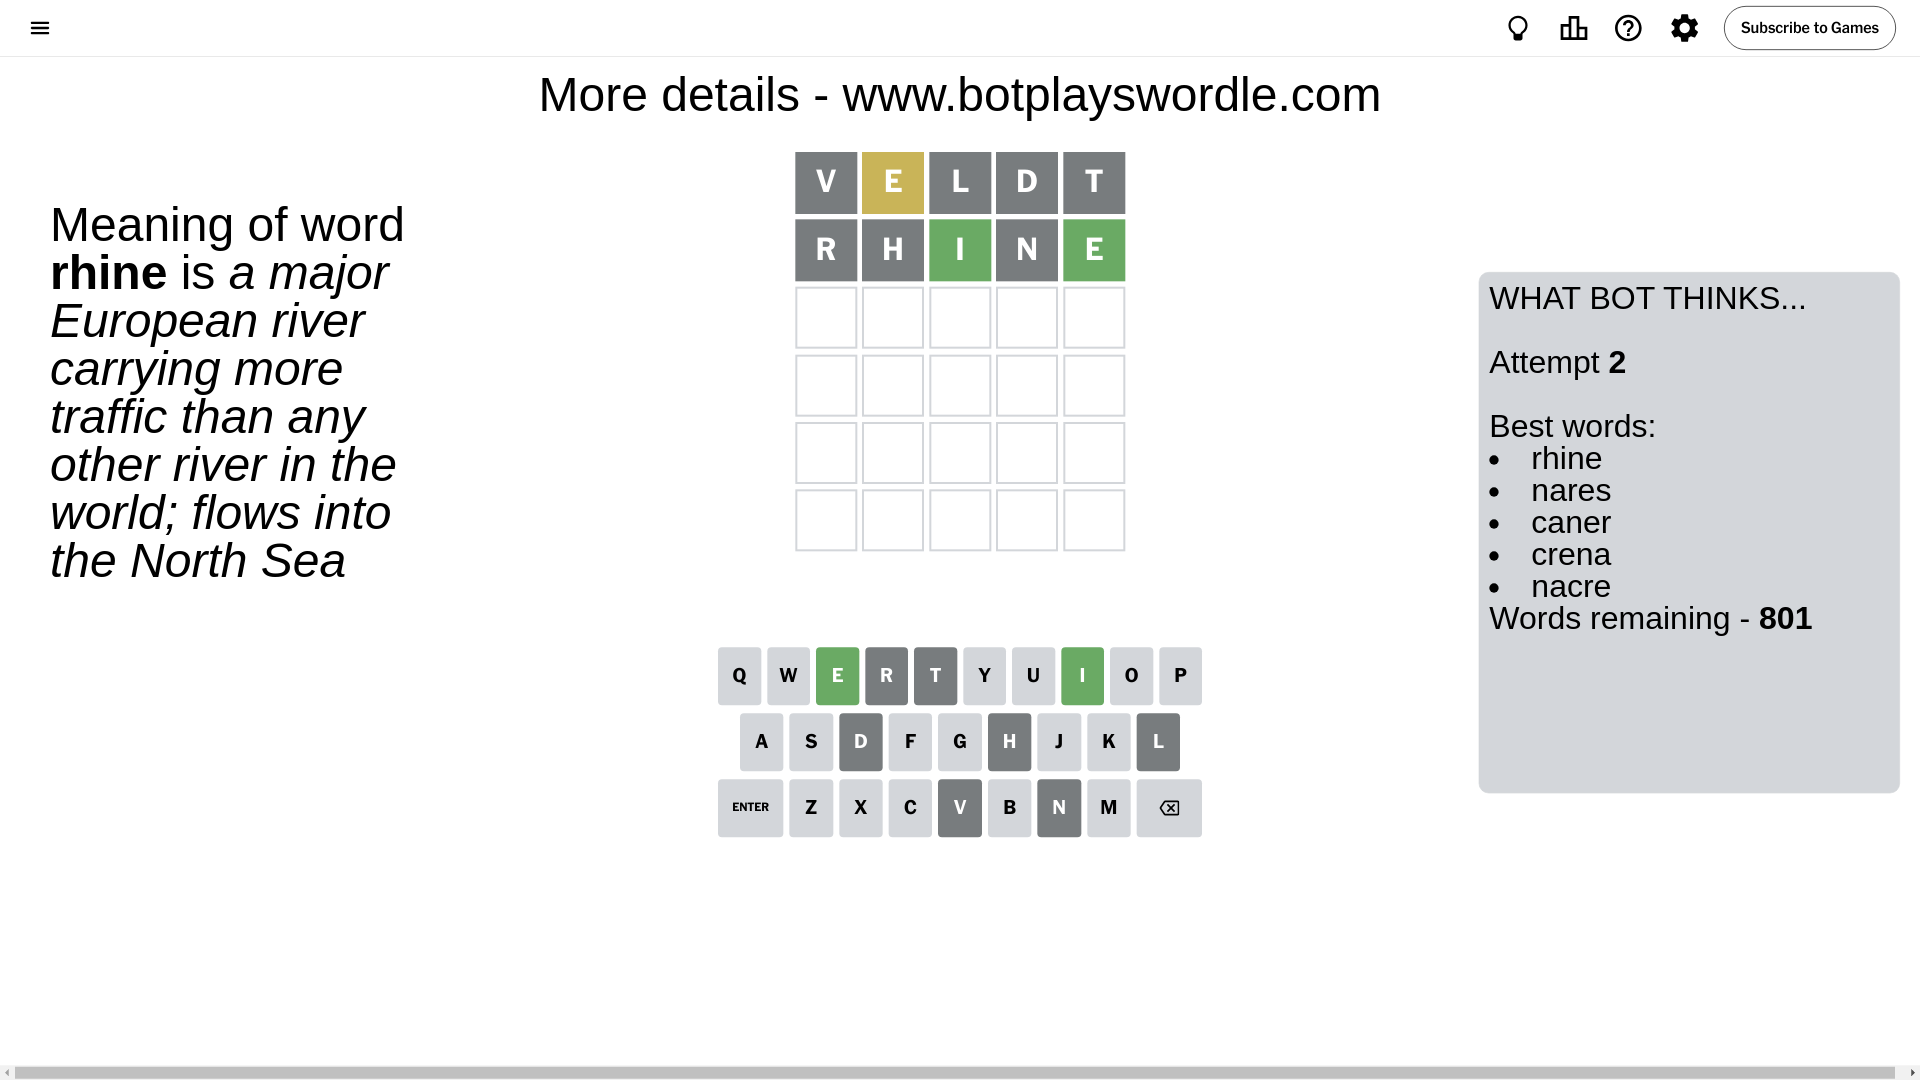 Subscribe to Games
More details - www.botplayswordle.com
Meaning of word
rhine is a major
European river
carrying more
traffic than any
other river in the
world; flows into
the North Sea
V E L D T
R H I N E
WHAT BOT THINKS...
Attempt 2
Best words:
• rhine
• nares
• caner
• crena
• nacre
Words remaining - 801
Q W E R T Y U I O P
A S D F G H J K L
ENTER Z X C V B N M